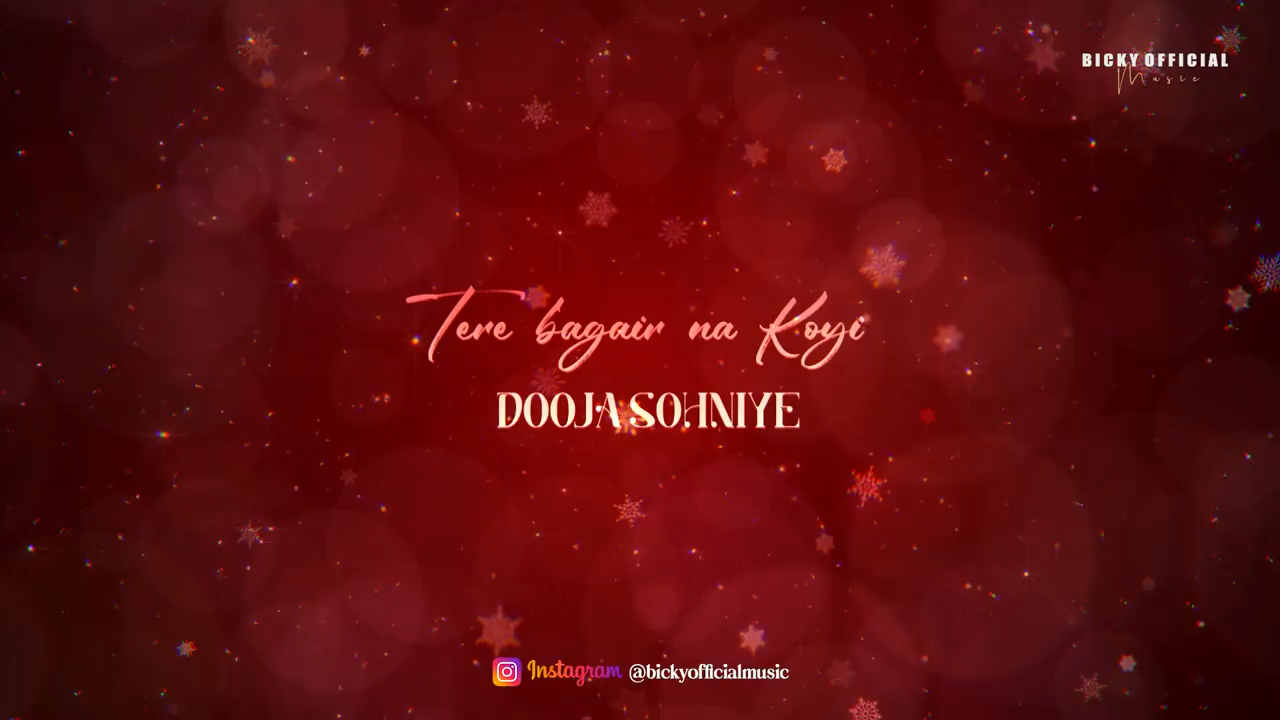 BICKY OFFICIAL
Music
Tere bagair na Koyi
DOOJA SOHNIYE
Instagram @bickyofficialmusic